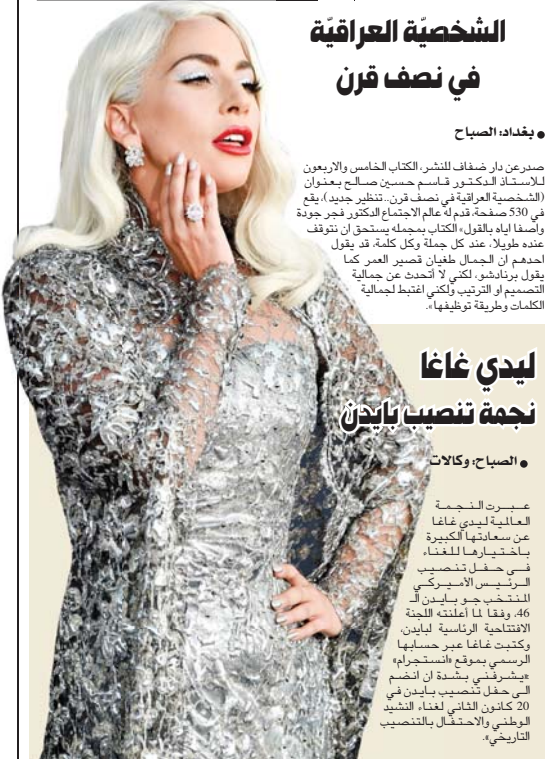 الشخصيّة العراقيّة
في نصف قرن
● بغداد: الصباح
صدر عن دار ضفاف للنشر، الكتاب الخامس والاربعون
للاستاذ الدكتور قاسم حسين صالح بعنوان
(الشخصية العراقية في نصف قرن.. تنظير جديد)، يقع
في 530 صفحة، قدم له عالم الاجتماع الدكتور فجر جودة
واصفا اياه بالقول« الكتاب بمجمله يستحق ان نتوقف
عنده طويلا، عند كل جملة وكل كلمة، قد يقول
احدهم ان الجمال طغيان قصير العمر كما
يقول برنادشو، لكني لا أتحدث عن جمالية
التصميم او الترتيب ولكني اغتبط لجمالية
الكلمات وطريقة توظيفها».
ليدي غاغا
نجمة تنصيب بايدن
● الصباح: وكالات
عبرت النجمة
العالمية ليدي غاغا
عن سعادتها الكبيرة
باختيارها للغناء
في حفل تنصيب
الرئيس الأميركي
المنتخب جو بايدن الـ
46، وفقا لما أعلنته اللجنة
الافتتاحية الرئاسية لبايدن،
وكتبت غاغا عبر حسابها
الرسمي بموقع «انستجرام»
«يشرفني بشدة ان انضم
الى حفل تنصيب بايدن في
20 كانون الثاني لغناء النشيد
الوطني والاحتفال بالتنصيب
التاريخي».